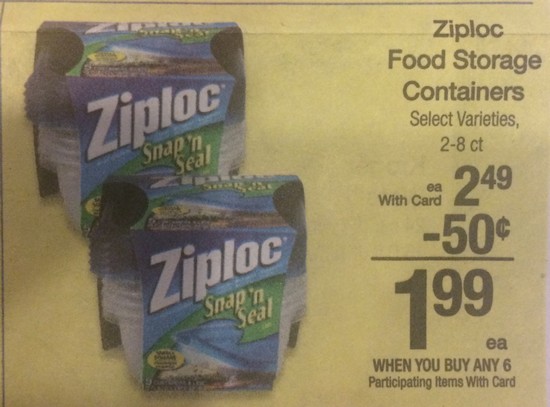 Ziploc
Food Storage
Containers
Select Varieties,
2-8 ct
ea
With Card 2.49
-50¢
1.99 ea
WHEN YOU BUY ANY 6
Participating Items With Card
Ziploc
Snap'n
Seal
Ziploc
Snap'n
Seal